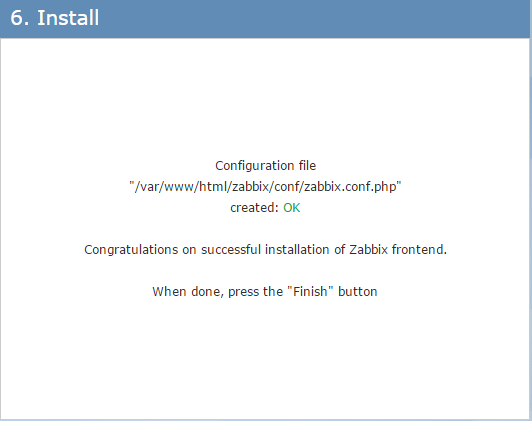 6. Install
Configuration file
"/var/www/html/zabbix/conf/zabbix.conf.php"
created: OK
Congratulations on successful installation of Zabbix frontend.
When done, press the "Finish" button